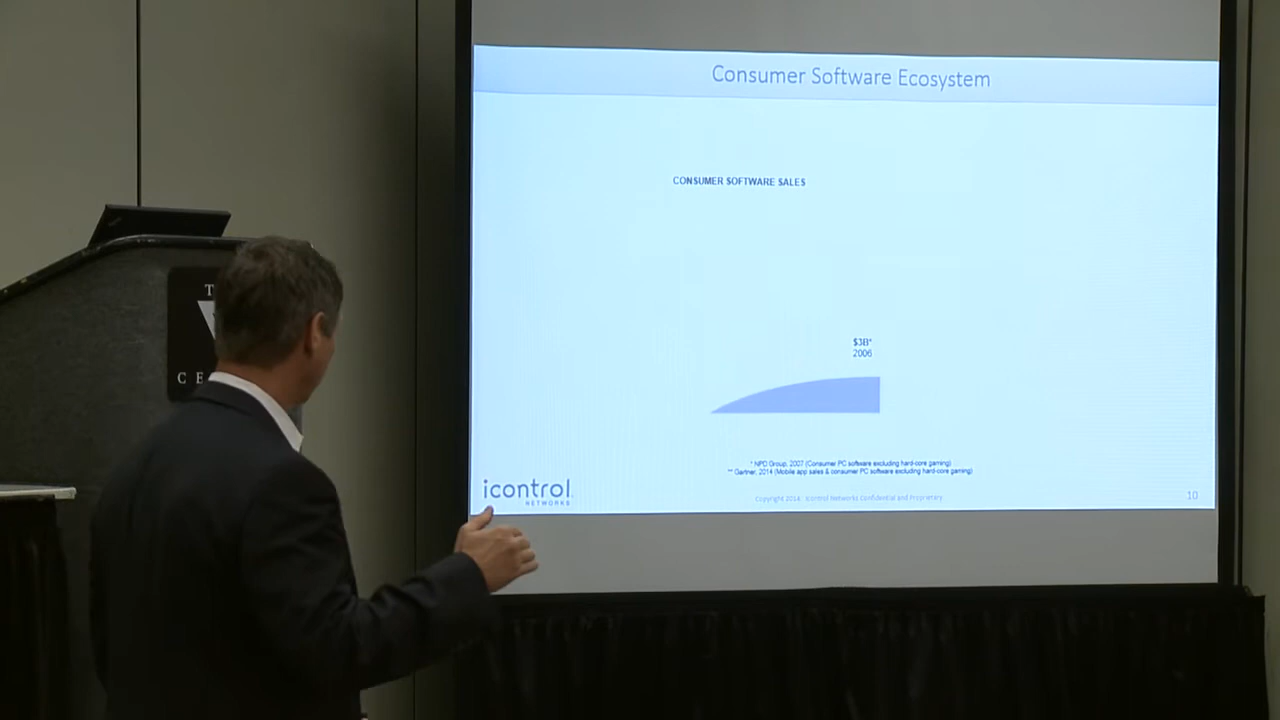 Consumer Software Ecosystem
CONSUMER SOFTWARE SALES
$3B*
2006
* NPD Group, 2007 (Consumer PC software excluding hard-core gaming)
** Gartner, 2014 (Mobile app sales & consumer PC software excluding hard-core gaming)
icontrol
NETWORKS
Copyright 2014 Icontrol Networks Confidential and Proprietary
10
T
C E